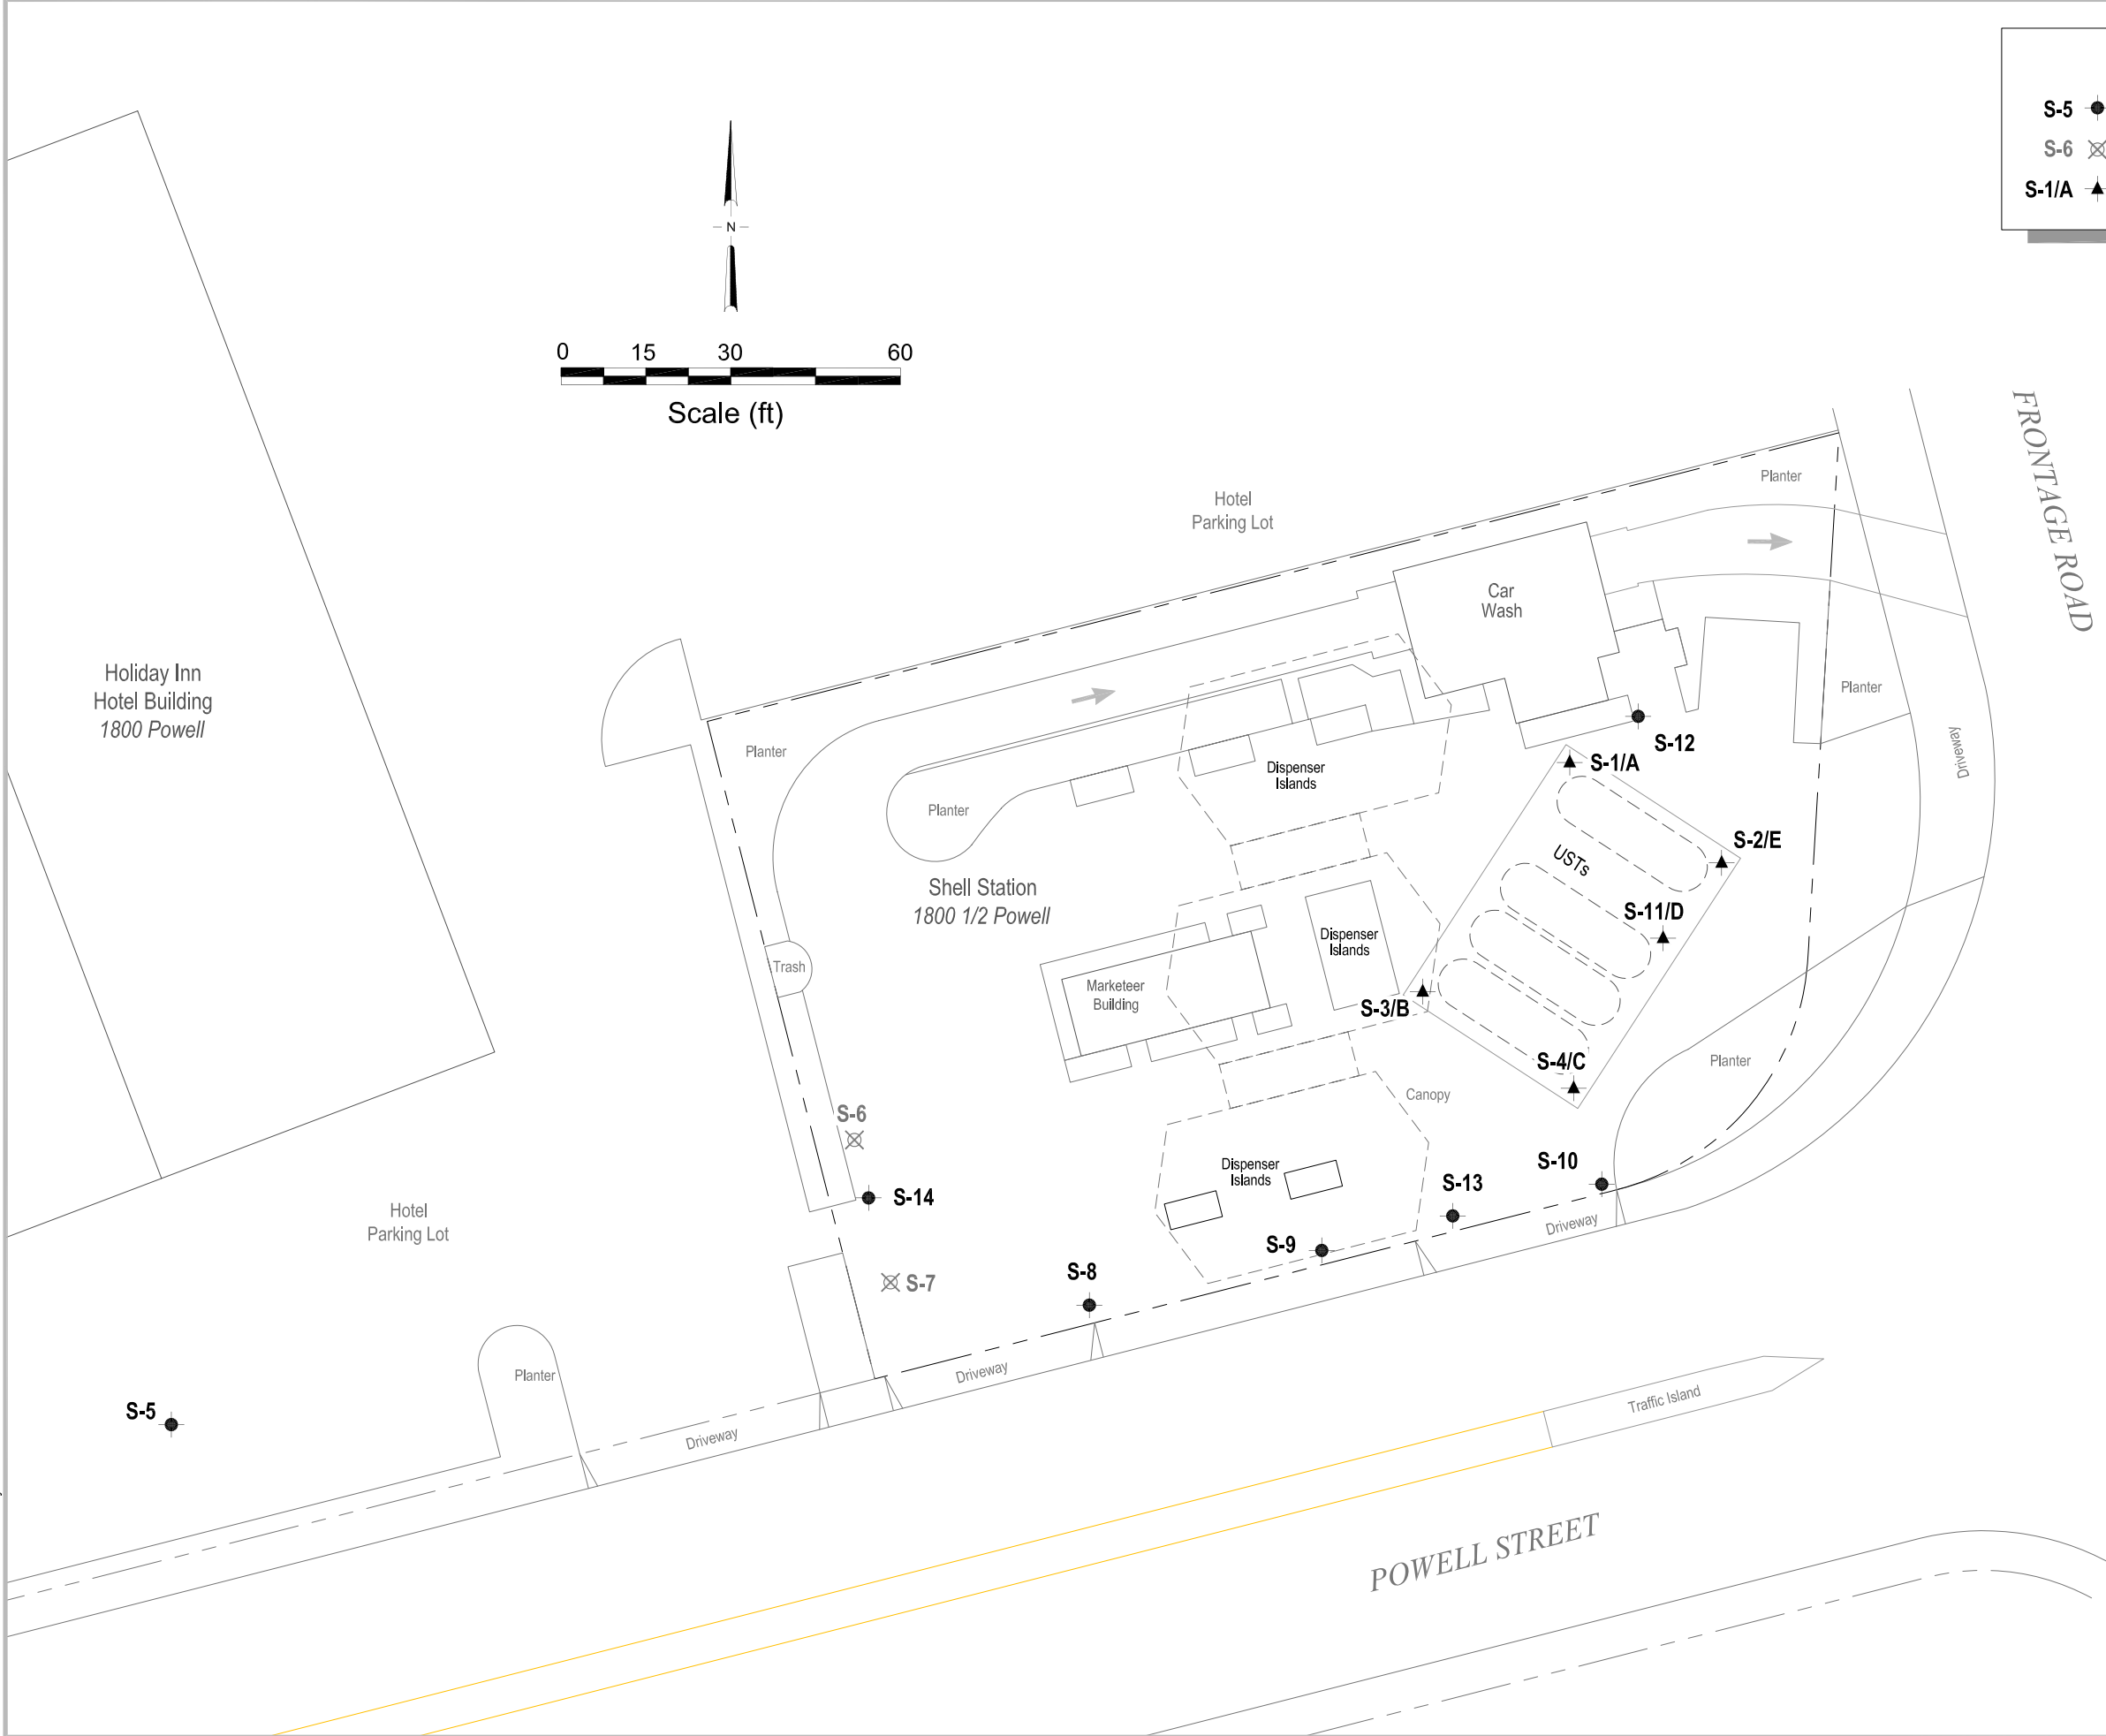 S-5
S-6
S-1/A
N
0 15 30 60
Scale (ft)
FRONTAGE ROAD
Planter
Hotel
Parking Lot
Car
Wash
Holiday Inn
Hotel Building
1800 Powell
Planter
Planter
Driveway
S-12
S-1/A
Dispenser
Islands
Planter
S-2/E
USTs
Shell Station
1800 1/2 Powell
S-11/D
Dispenser
Islands
Trash
Marketeer
Building
S-3/B
S-4/C
Planter
Canopy
S-6
S-14
Dispenser
Islands
S-10
S-13
Hotel
Parking Lot
Driveway
S-9
S-8
S-7
Planter
Driveway
Traffic Island
S-5
Driveway
POWELL STREET